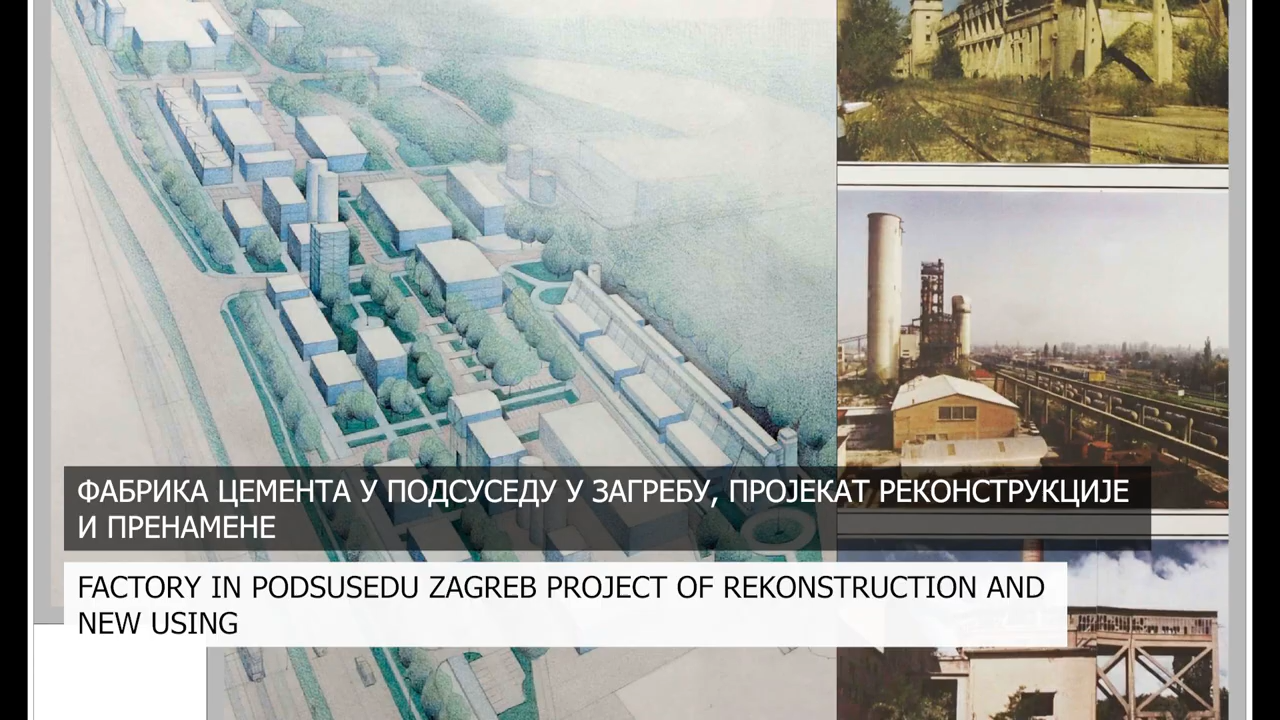 ФАБРИКА ЦЕМЕНТА У ПОДСУСЕДУ У ЗАГРЕБУ, ПРОЈЕКАТ РЕКОНСТРУКЦИЈЕ
И ПРЕНАМЕНЕ
FACTORY IN PODSUSEDU ZAGREB PROJECT OF REKONSTRUCTION AND
NEW USING